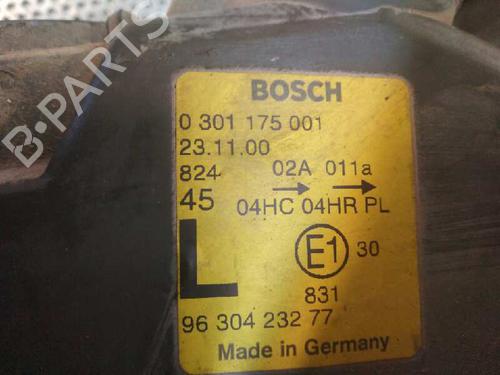 B-PARTS
BOSCH
0 301 175 001
23.11.00
824 02A 011a
45 04HC 04HR PL
L E1 30
831
96 304 232 77
Made in Germany